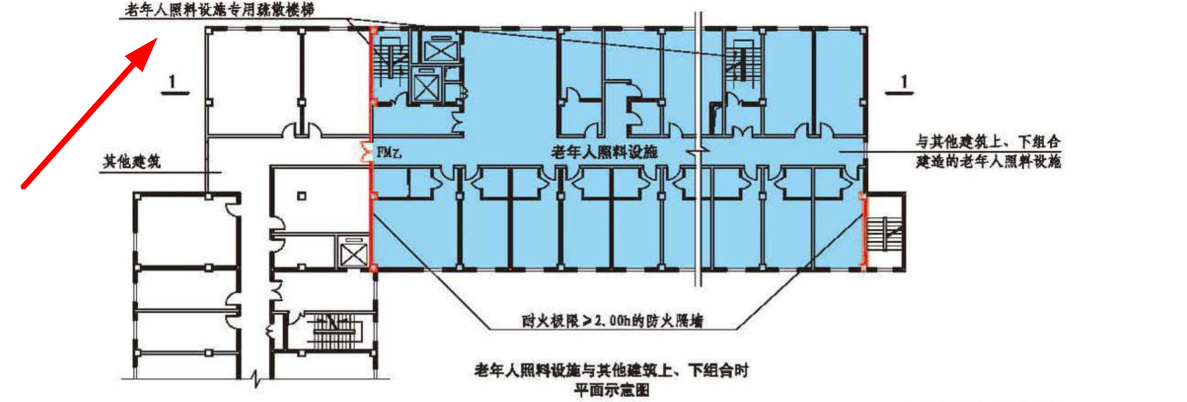 老年人照料设施专用疏散楼梯
1
1
FM乙
老年人照料设施
与其他建筑上、下组合
建造的老年人照料设施
其他建筑
耐火极限≥2.00h的防火隔墙
老年人照料设施与其他建筑上、下组合时
平面示意图